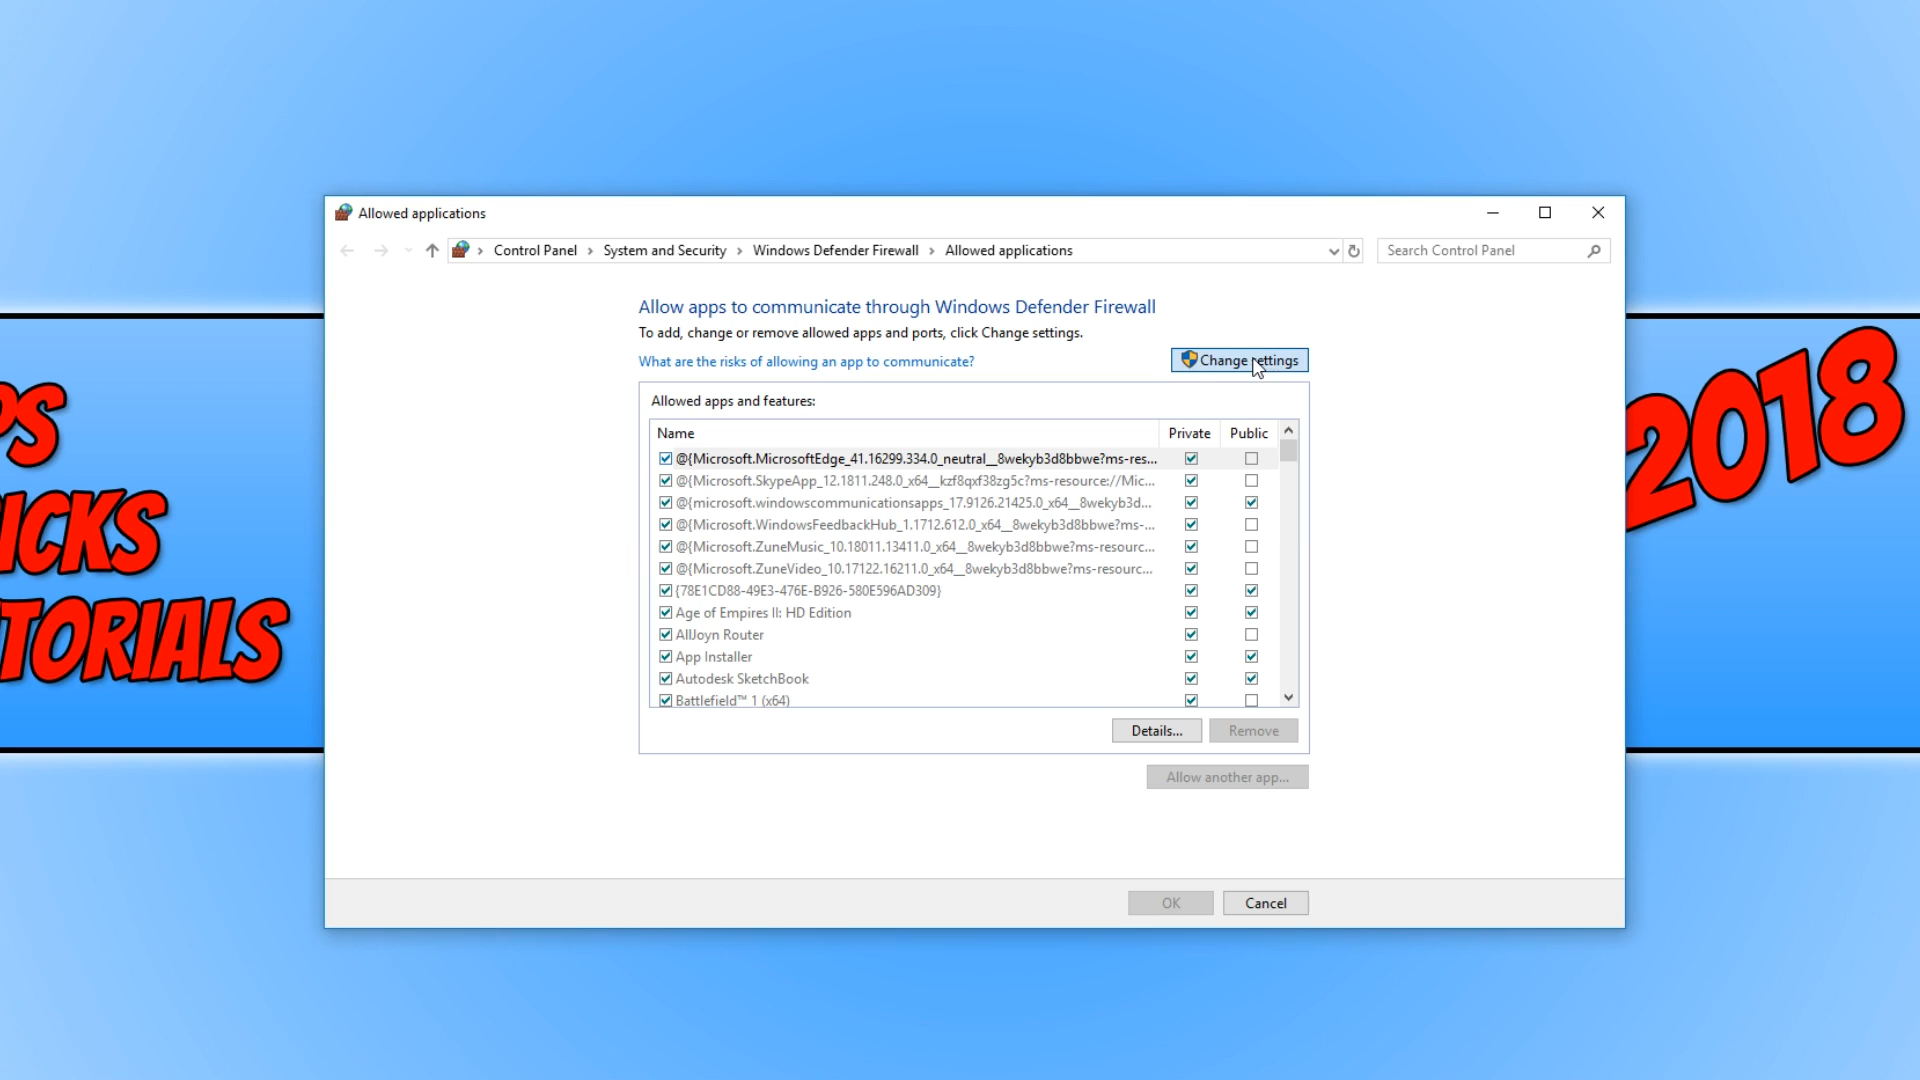 Allowed applications
Control Panel > System and Security > Windows Defender Firewall > Allowed applications
Search Control Panel
Allow apps to communicate through Windows Defender Firewall
To add, change or remove allowed apps and ports, click Change settings.
What are the risks of allowing an app to communicate?
Change settings
Allowed apps and features:
Name Private Public
@{Microsoft.MicrosoftEdge_41.16299.334.0_neutral__8wekyb3d8bbwe?ms-res...
@{Microsoft.SkypeApp_12.1811.248.0_x64__kzf8qxf38zg5c?ms-resource://Mic...
@{microsoft.windowscommunicationsapps_17.9126.21425.0_x64__8wekyb3d...
@{Microsoft.WindowsFeedbackHub_1.1712.612.0_x64__8wekyb3d8bbwe?ms-...
@{Microsoft.ZuneMusic_10.18011.13411.0_x64__8wekyb3d8bbwe?ms-resourc...
@{Microsoft.ZuneVideo_10.17122.16211.0_x64__8wekyb3d8bbwe?ms-resourc...
{78E1CD88-49E3-476E-B926-580E596AD309}
Age of Empires II: HD Edition
AllJoyn Router
App Installer
Autodesk SketchBook
Battlefield™ 1 (x64)
Details...
Remove
Allow another app...
OK
Cancel
PS
ICKS
TORIALS
2018